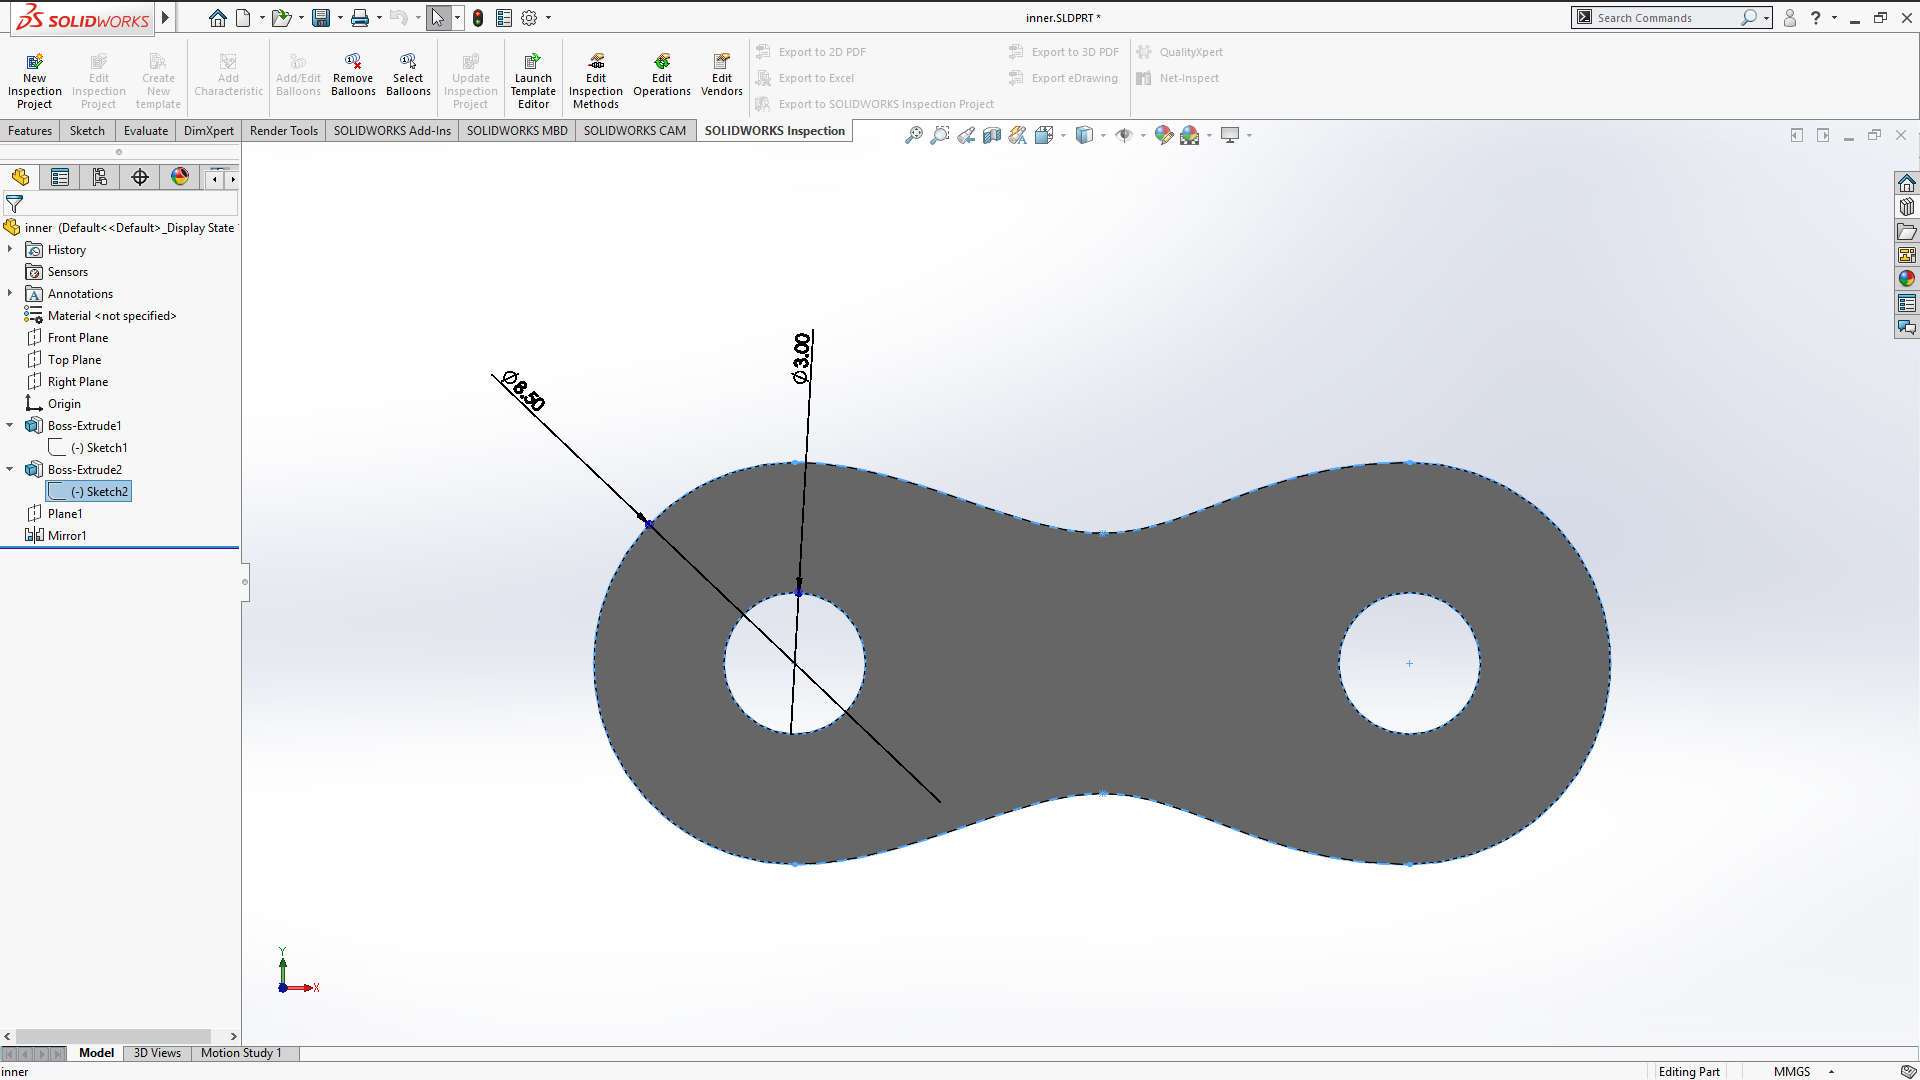 SOLIDWORKS
inner.SLDPRT *
Search Commands
New Inspection Project
Edit Inspection Project
Create New template
Add Characteristic
Add/Edit Balloons
Remove Balloons
Select Balloons
Update Inspection Project
Launch Template Editor
Edit Inspection Methods
Edit Operations
Edit Vendors
Export to 2D PDF
Export to Excel
Export to SOLIDWORKS Inspection Project
Export to 3D PDF
Export eDrawing
QualityXpert
Net-Inspect
Features
Sketch
Evaluate
DimXpert
Render Tools
SOLIDWORKS Add-Ins
SOLIDWORKS MBD
SOLIDWORKS CAM
SOLIDWORKS Inspection
inner (Default<<Default>_Display State
History
Sensors
Annotations
Material <not specified>
Front Plane
Top Plane
Right Plane
Origin
Boss-Extrude1
(-) Sketch1
Boss-Extrude2
(-) Sketch2
Plane1
Mirror1
∅8.50
∅3.00
Y
X
Model
3D Views
Motion Study 1
inner
Editing Part
MMGS